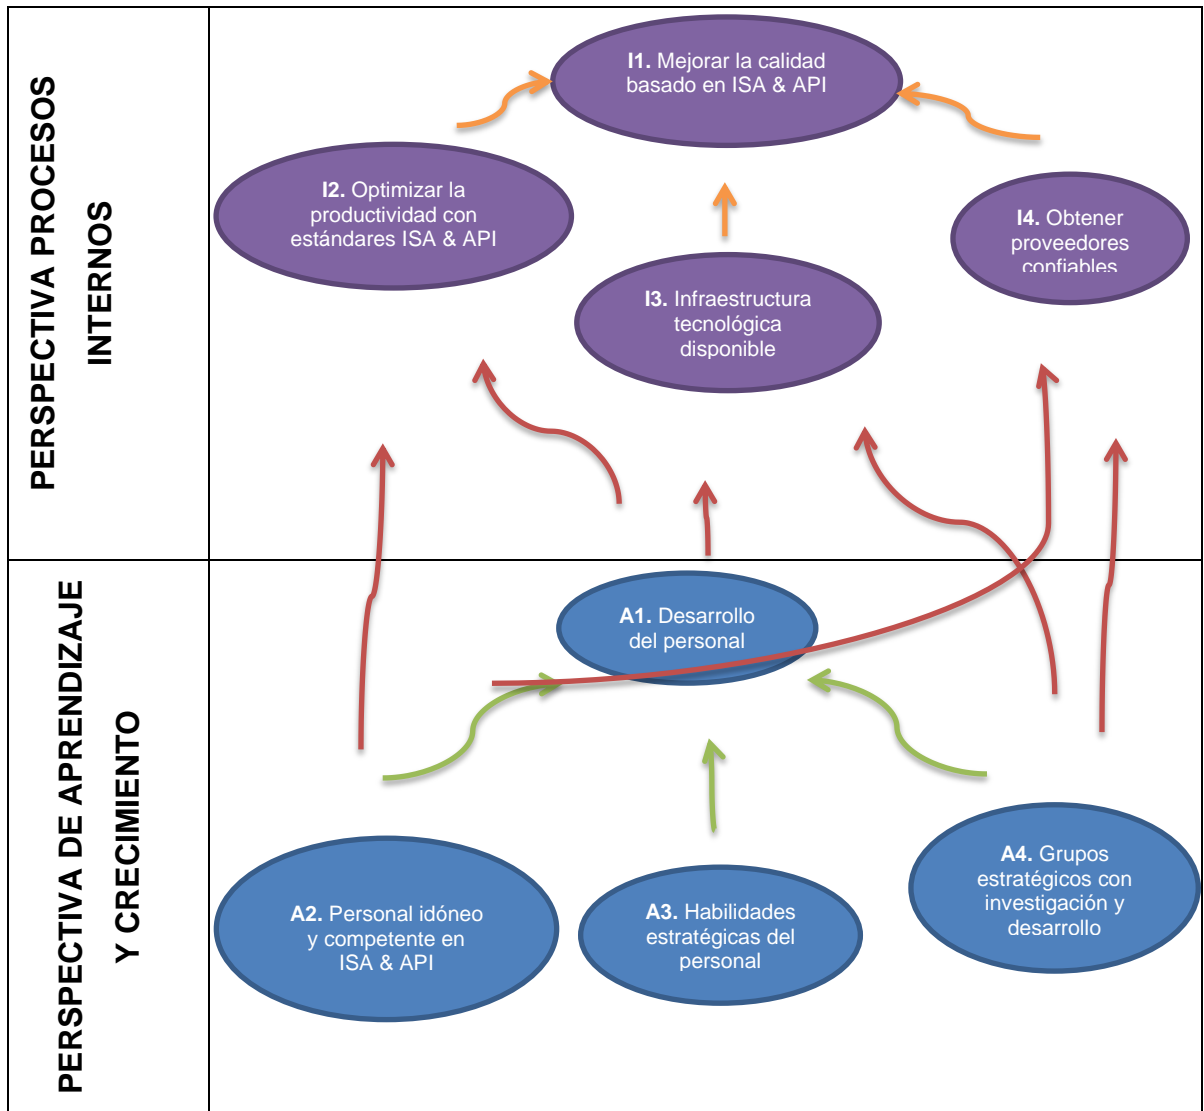 PERSPECTIVA PROCESOS
INTERNOS
I1. Mejorar la calidad
basado en ISA & API
I2. Optimizar la
productividad con
estándares ISA & API
I3. Infraestructura
tecnológica
disponible
I4. Obtener
proveedores
confiables
PERSPECTIVA DE APRENDIZAJE
Y CRECIMIENTO
A1. Desarrollo
del personal
A2. Personal idóneo
y competente en
ISA & API
A3. Habilidades
estratégicas del
personal
A4. Grupos
estratégicos con
investigación y
desarrollo